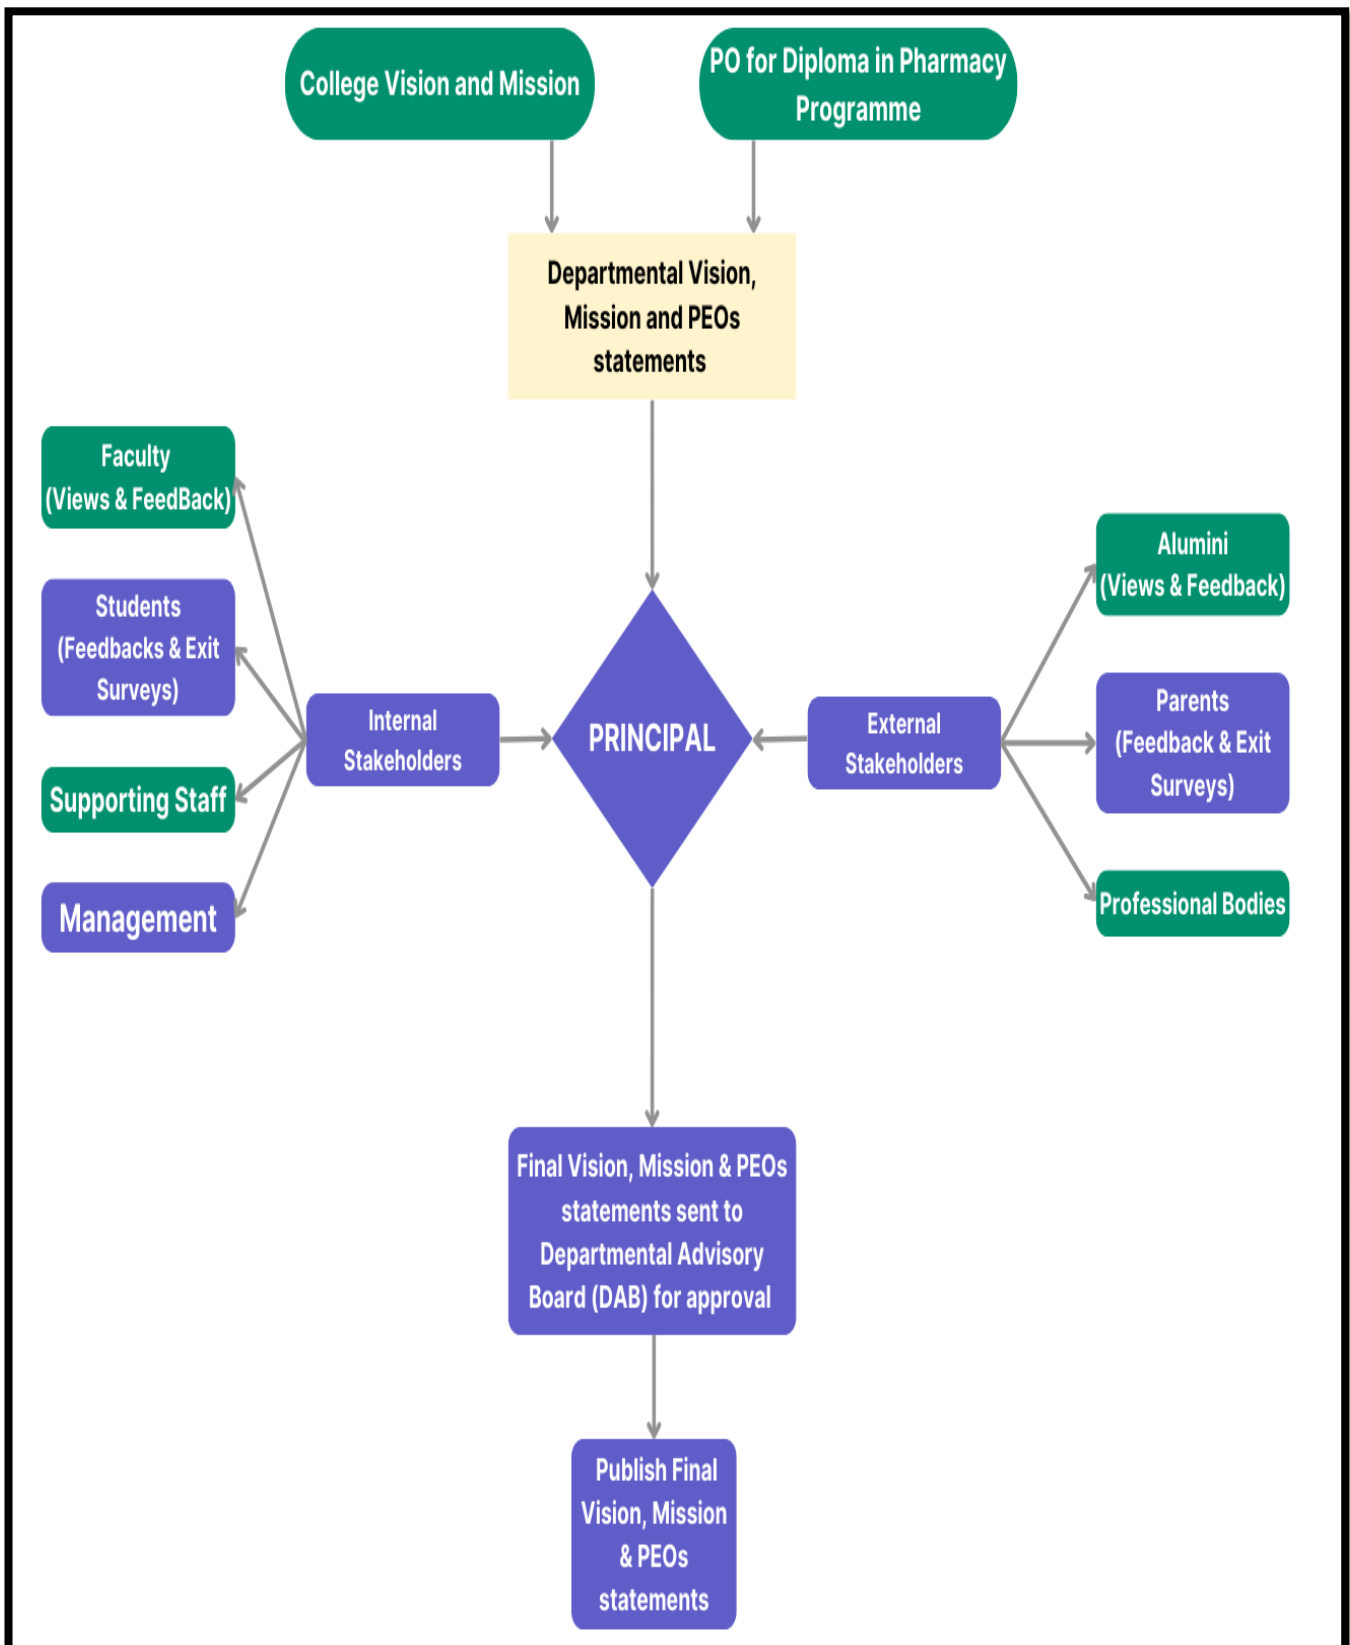 College Vision and Mission
PO for Diploma in Pharmacy
Programme
Departmental Vision,
Mission and PEOs
statements
Faculty
(Views & FeedBack)
Students
(Feedbacks & Exit
Surveys)
Supporting Staff
Management
Internal
Stakeholders
PRINCIPAL
External
Stakeholders
Alumini
(Views & Feedback)
Parents
(Feedback & Exit
Surveys)
Professional Bodies
Final Vision, Mission & PEOs
statements sent to
Departmental Advisory
Board (DAB) for approval
Publish Final
Vision, Mission
& PEOs
statements